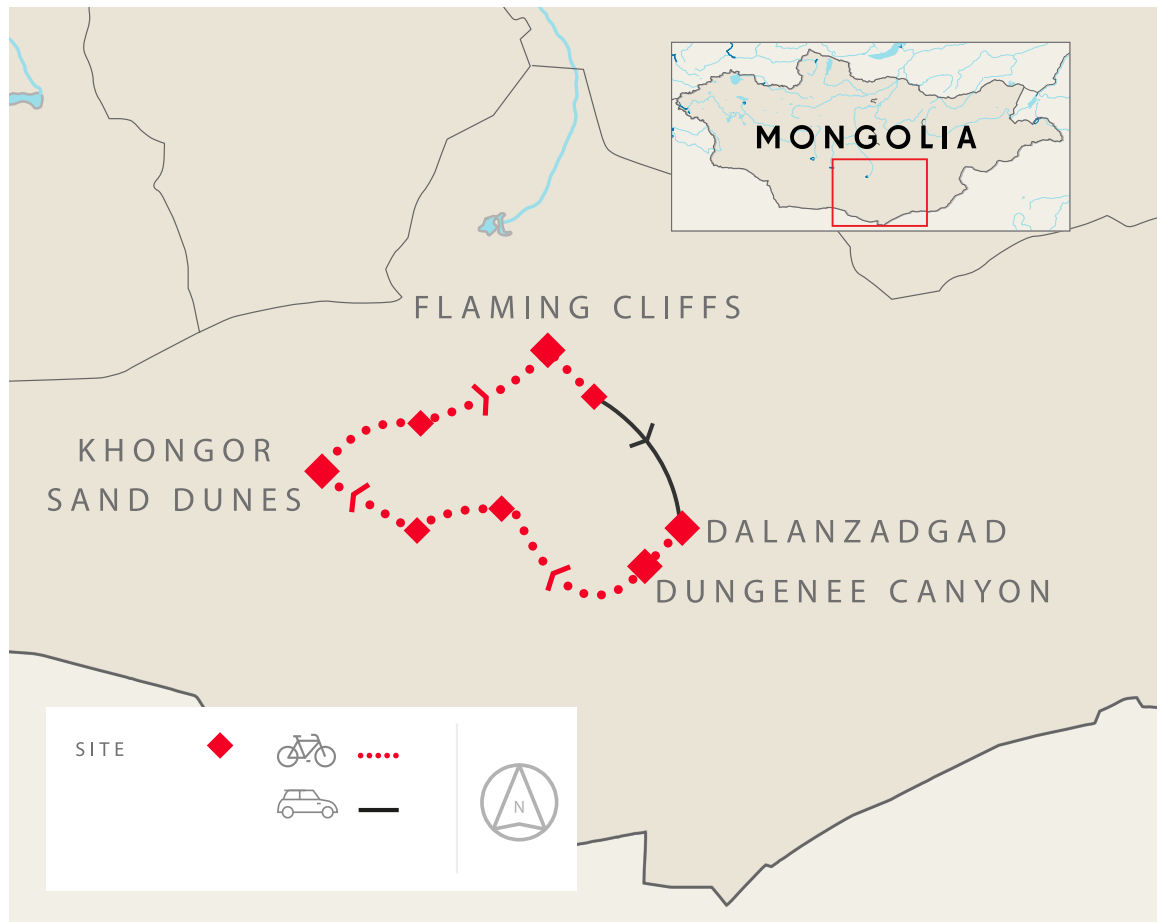 MONGOLIA
FLAMING CLIFFS
KHONGOR
SAND DUNES
DALANZADGAD
DUNGENEE CANYON
SITE
N